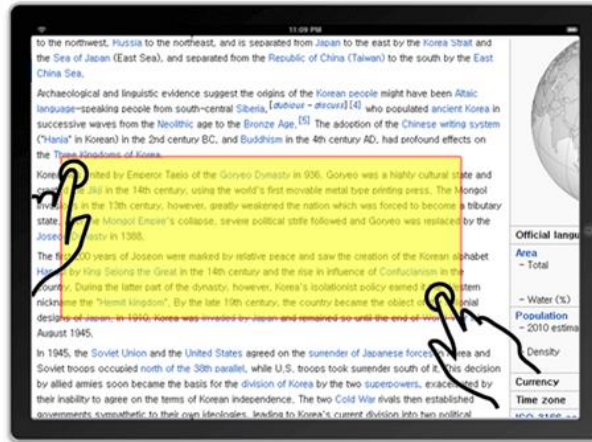 11:09 PM
to the northwest, Russia to the northeast, and is separated from Japan to the east by the Korea Strait and
the Sea of Japan (East Sea), and separated from the Republic of China (Taiwan) to the south by the East
China Sea.
Archaeological and linguistic evidence suggest the origins of the Korean people might have been Altaic
language-speaking people from south-central Siberia, [dubious – discuss] [4] who populated ancient Korea in
successive waves from the Neolithic age to the Bronze Age. [5] The adoption of the Chinese writing system
("Hanja" in Korean) in the 2nd century BC, and Buddhism in the 4th century AD, had profound effects on
the Three Kingdoms of Korea.
Korea united by Emperor Taejo of the Goryeo Dynasty in 936. Goryeo was a highly cultural state and
Jikji in the 14th century, using the world's first movable metal type printing press. The Mongol
invasions in the 13th century, however, greatly weakened the nation which was forced to become a tributary
state. Mongol Empire's collapse, severe political strife followed and Goryeo was replaced by the
Joseon Dynasty in 1388.
The first 200 years of Joseon were marked by relative peace and saw the creation of the Korean alphabet
by King Sejong the Great in the 14th century and the rise in influence of Confucianism in the
country. During the latter part of the dynasty, however, Korea's isolationist policy earned
nickname the "Hermit kingdom". By the late 19th century, the country became the object
designs of Japan. In 1910, Korea was invaded by Japan and remained so until the end of
August 1945.
In 1945, the Soviet Union and the United States agreed on the surrender of Japanese forces in Korea and
Soviet troops occupied north of the 38th parallel, while U.S. troops took surrender south of it. This decision
by allied armies soon became the basis for the division of Korea by the two superpowers, exacerbated by
their inability to agree on the terms of Korean independence. The two Cold War rivals then established
governments sympathetic to their own ideologies, leading to Korea's current division into two political
Official langu
Area
- Total
- Water (%)
Population
- 2010 estima
- Density
Currency
Time zone